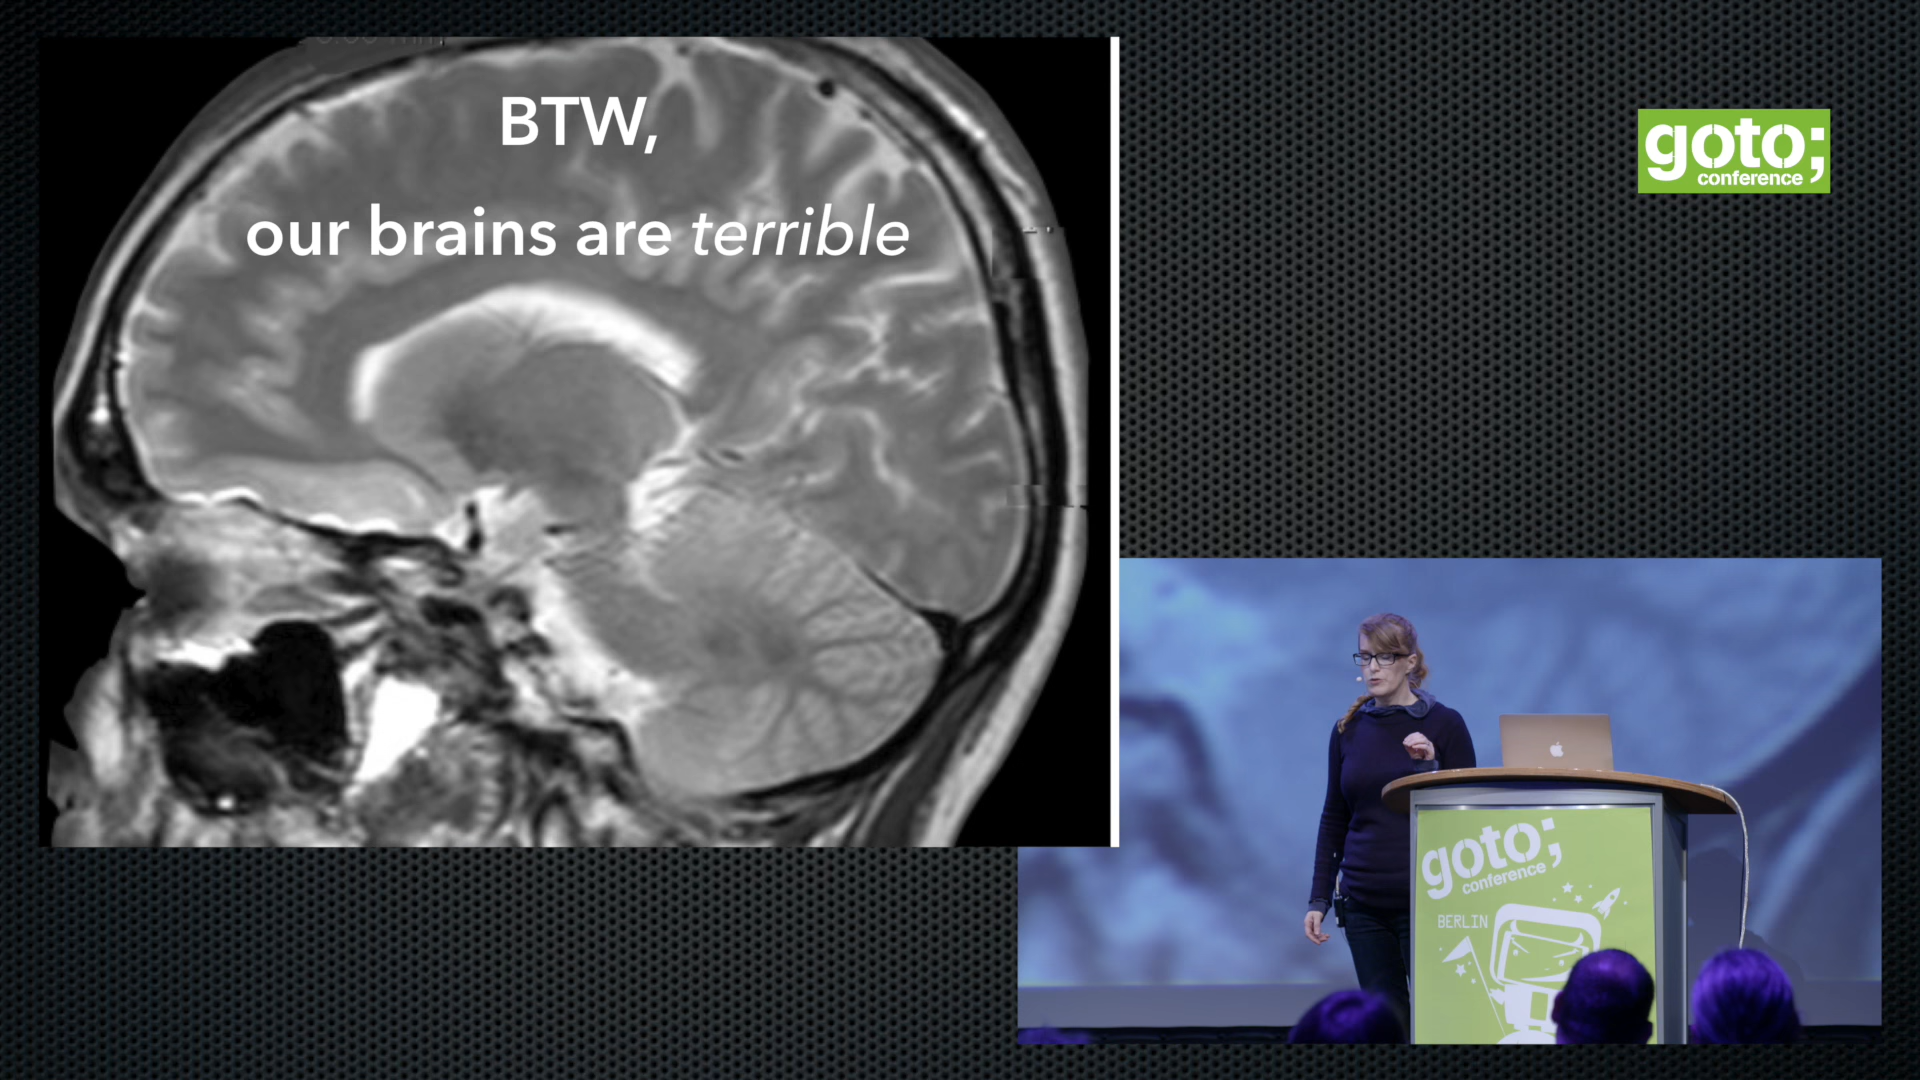 BTW,
our brains are terrible
goto;
conference
goto;
conference
BERLIN